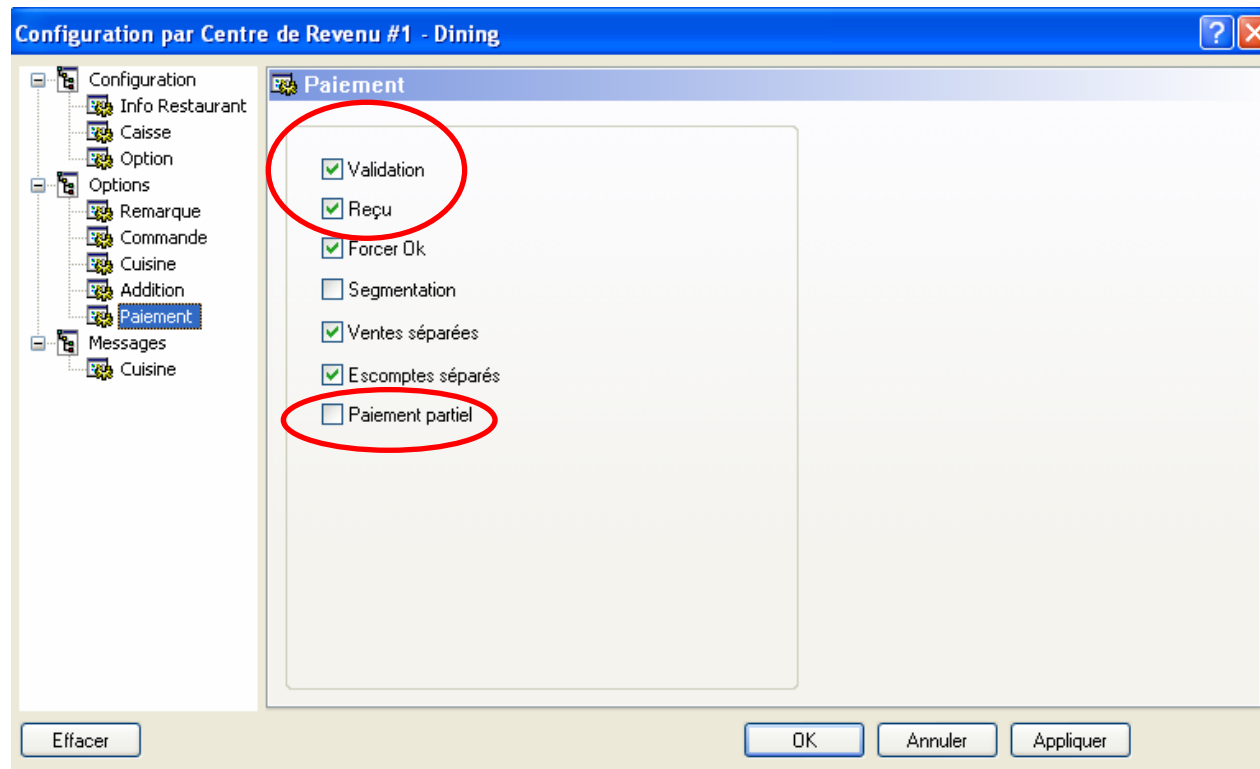 Configuration par Centre de Revenu #1 - Dining
Configuration
Info Restaurant
Caisse
Option
Options
Remarque
Commande
Cuisine
Addition
Paiement
Messages
Cuisine
Paiement
Validation
Reçu
Forcer Ok
Segmentation
Ventes séparées
Escomptes séparés
Paiement partiel
Effacer
OK
Annuler
Appliquer